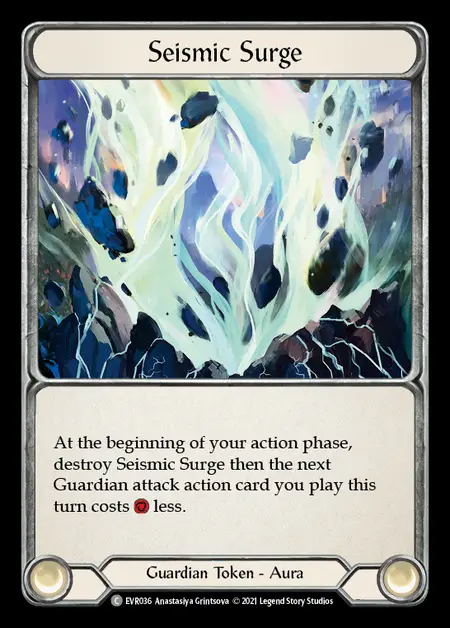 Seismic Surge
At the beginning of your action phase,
destroy Seismic Surge then the next
Guardian attack action card you play this
turn costs less.
Guardian Token - Aura
C EVR036 Anastasiya Grintsova © 2021 Legend Story Studios